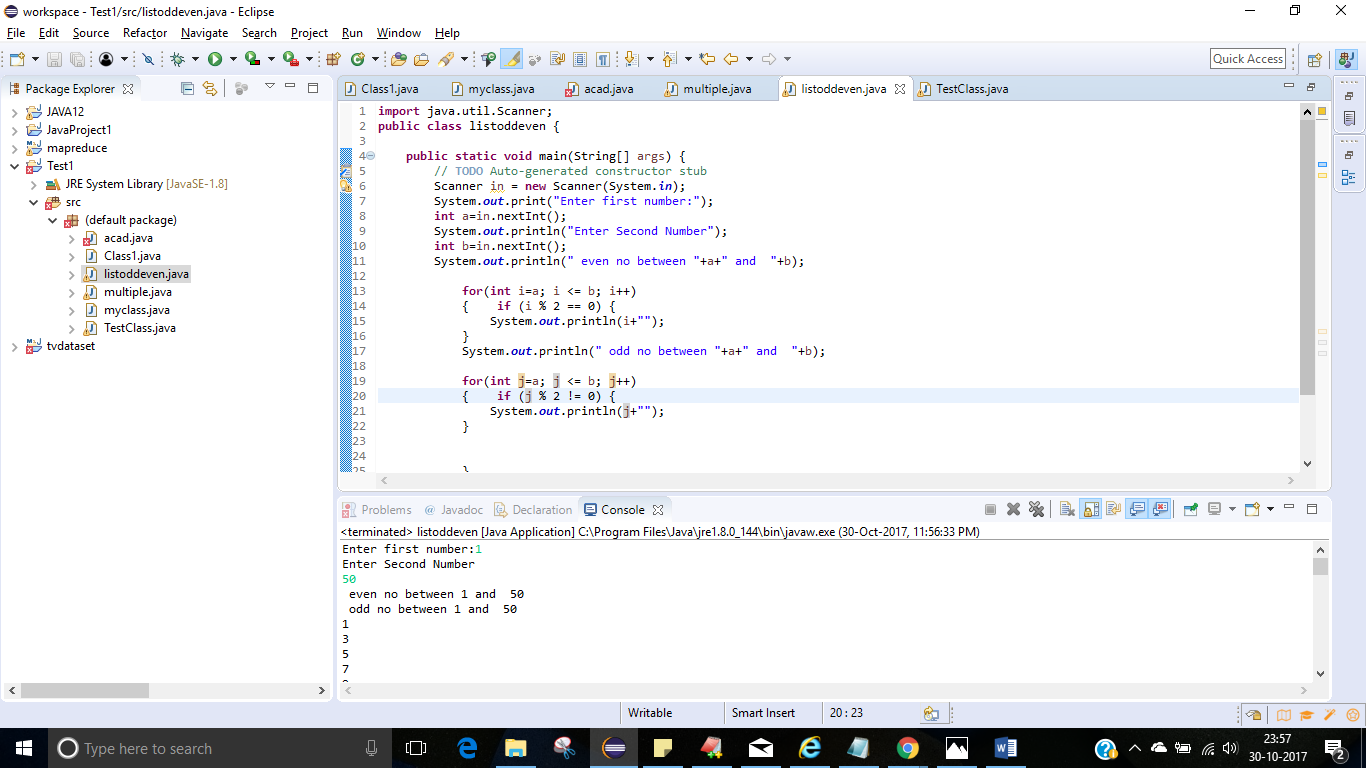 workspace - Test1/src/listoddeven.java - Eclipse
File Edit Source Refactor Navigate Search Project Run Window Help
Quick Access
Package Explorer
JAVA12
JavaProject1
mapreduce
Test1
JRE System Library [JavaSE-1.8]
src
(default package)
acad.java
Class1.java
listoddeven.java
multiple.java
myclass.java
TestClass.java
tvdataset
Class1.java myclass.java acad.java multiple.java listoddeven.java TestClass.java
1 import java.util.Scanner;
2 public class listoddeven {
3
4 public static void main(String[] args) {
5 // TODO Auto-generated constructor stub
6 Scanner in = new Scanner(System.in);
7 System.out.print("Enter first number:");
8 int a=in.nextInt();
9 System.out.println("Enter Second Number");
10 int b=in.nextInt();
11 System.out.println(" even no between "+a+" and  "+b);
12
13 for(int i=a; i <= b; i++)
14 {    if (i % 2 == 0) {
15 System.out.println(i+"");
16 }
17 System.out.println(" odd no between "+a+" and  "+b);
18
19 for(int j=a; j <= b; j++)
20 {    if (j % 2 != 0) {
21 System.out.println(j+"");
22 }
23
24
25 }
Problems @ Javadoc Declaration Console
<terminated> listoddeven [Java Application] C:\Program Files\Java\jre1.8.0_144\bin\javaw.exe (30-Oct-2017, 11:56:33 PM)
Enter first number:1
Enter Second Number
50
even no between 1 and  50
odd no between 1 and  50
1
3
5
7
Writable Smart Insert 20 : 23
Type here to search
23:57
30-10-2017
2